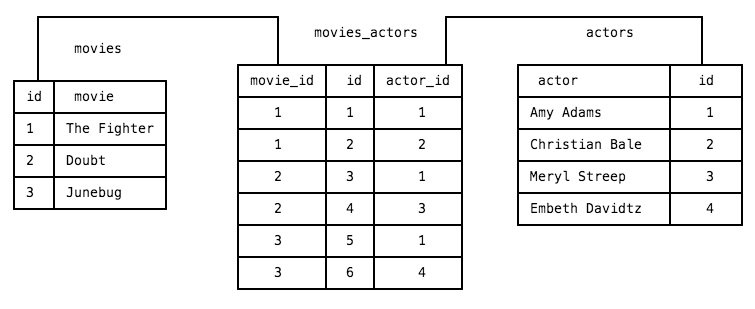 movies
id movie
1 The Fighter
2 Doubt
3 Junebug
movies_actors
movie_id id actor_id
1 1 1
1 2 2
2 3 1
2 4 3
3 5 1
3 6 4
actors
actor id
Amy Adams 1
Christian Bale 2
Meryl Streep 3
Embeth Davidtz 4